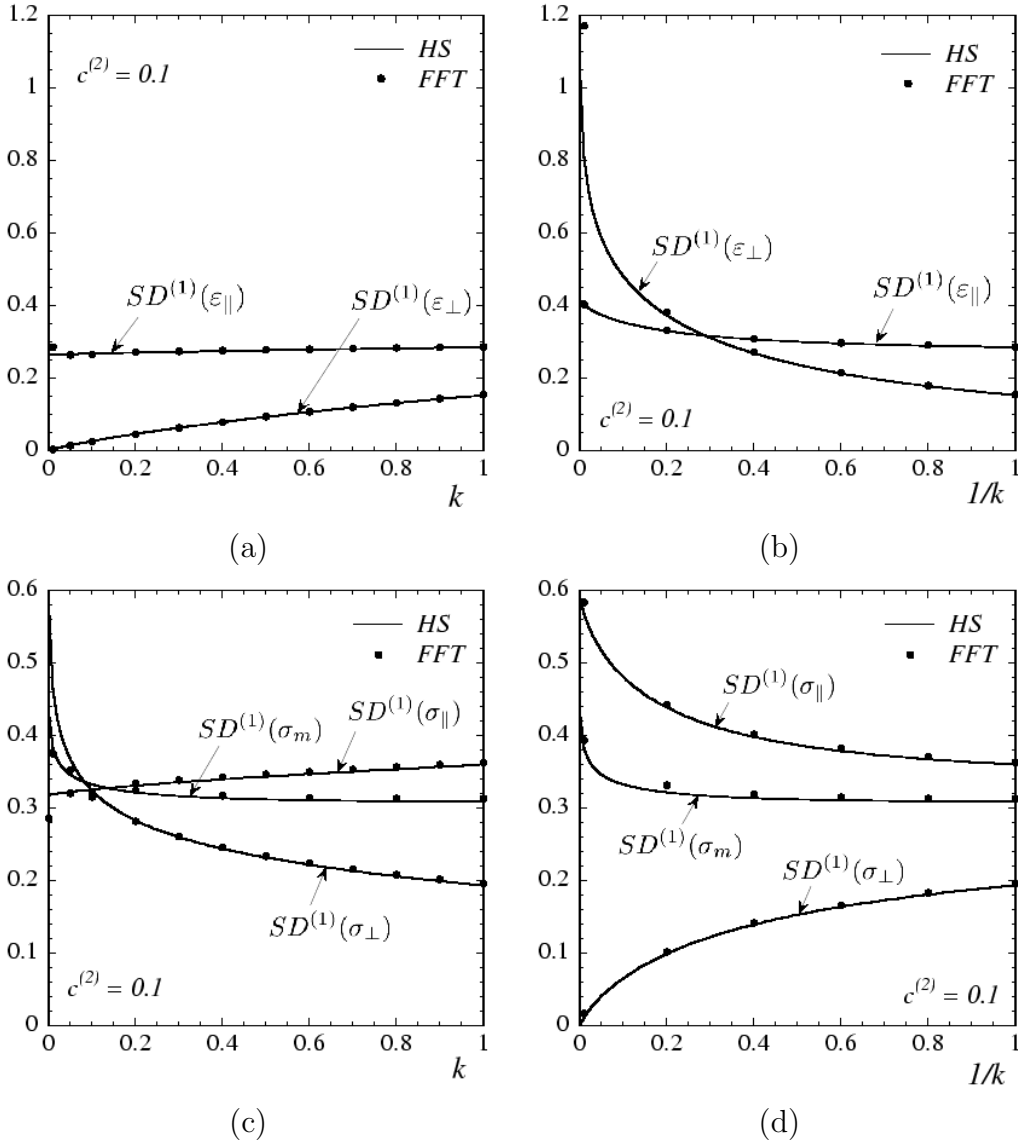 1.2
1
0.8
0.6
0.4
0.2
0
HS
FFT
c^(2) = 0.1
SD^(1)(ε_∥)
SD^(1)(ε_⊥)
0 0.2 0.4 0.6 0.8 1
k
(a)
1.2
1
0.8
0.6
0.4
0.2
0
HS
FFT
SD^(1)(ε_⊥)
SD^(1)(ε_∥)
c^(2) = 0.1
0 0.2 0.4 0.6 0.8 1
1/k
(b)
0.6
0.5
0.4
0.3
0.2
0.1
0
HS
FFT
SD^(1)(σ_m)
SD^(1)(σ_∥)
SD^(1)(σ_⊥)
c^(2) = 0.1
0 0.2 0.4 0.6 0.8 1
k
(c)
0.6
0.5
0.4
0.3
0.2
0.1
0
HS
FFT
SD^(1)(σ_∥)
SD^(1)(σ_m)
SD^(1)(σ_⊥)
c^(2) = 0.1
0 0.2 0.4 0.6 0.8 1
1/k
(d)